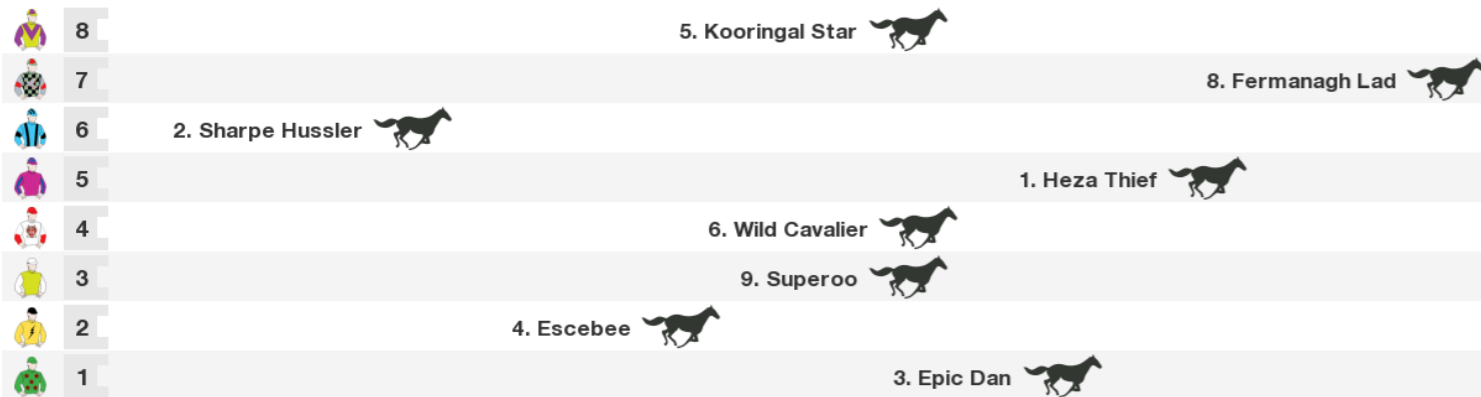 8 5. Kooringal Star
7 8. Fermanagh Lad
6 2. Sharpe Hussler
5 1. Heza Thief
4 6. Wild Cavalier
3 9. Superoo
2 4. Escebee
1 3. Epic Dan